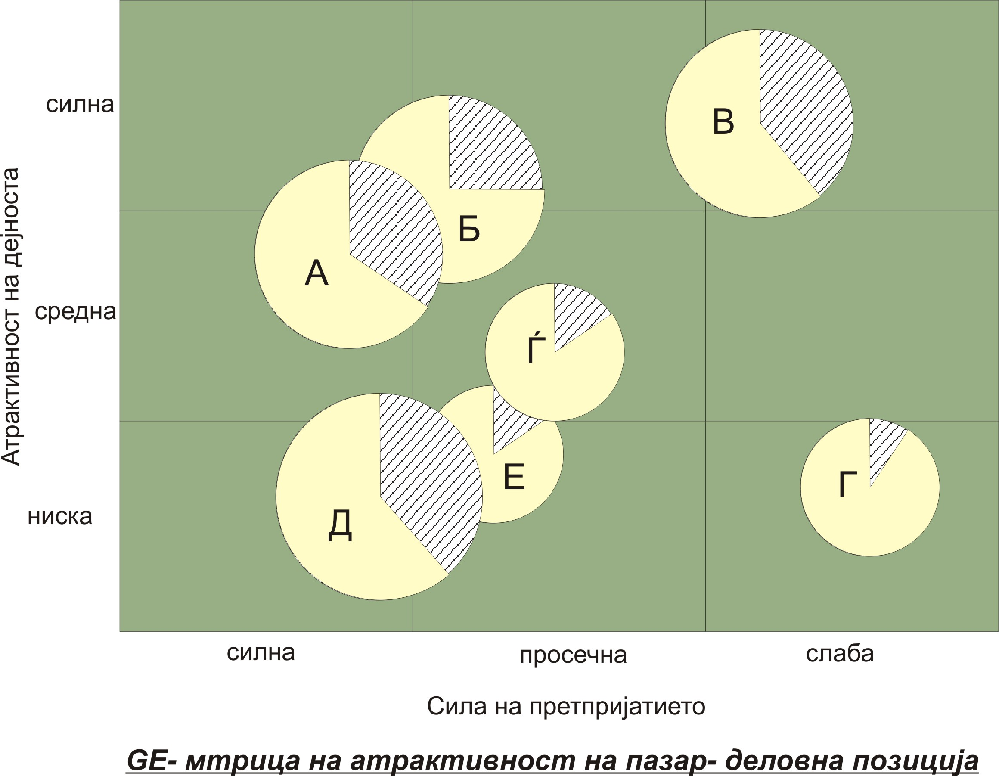 силна
В
Б
Атрактивност на дејноста
А
средна
Ѓ
Е
Г
ниска
Д
силна
просечна
слаба
Сила на претпријатието
GE- мтрица на атрактивност на пазар- деловна позиција